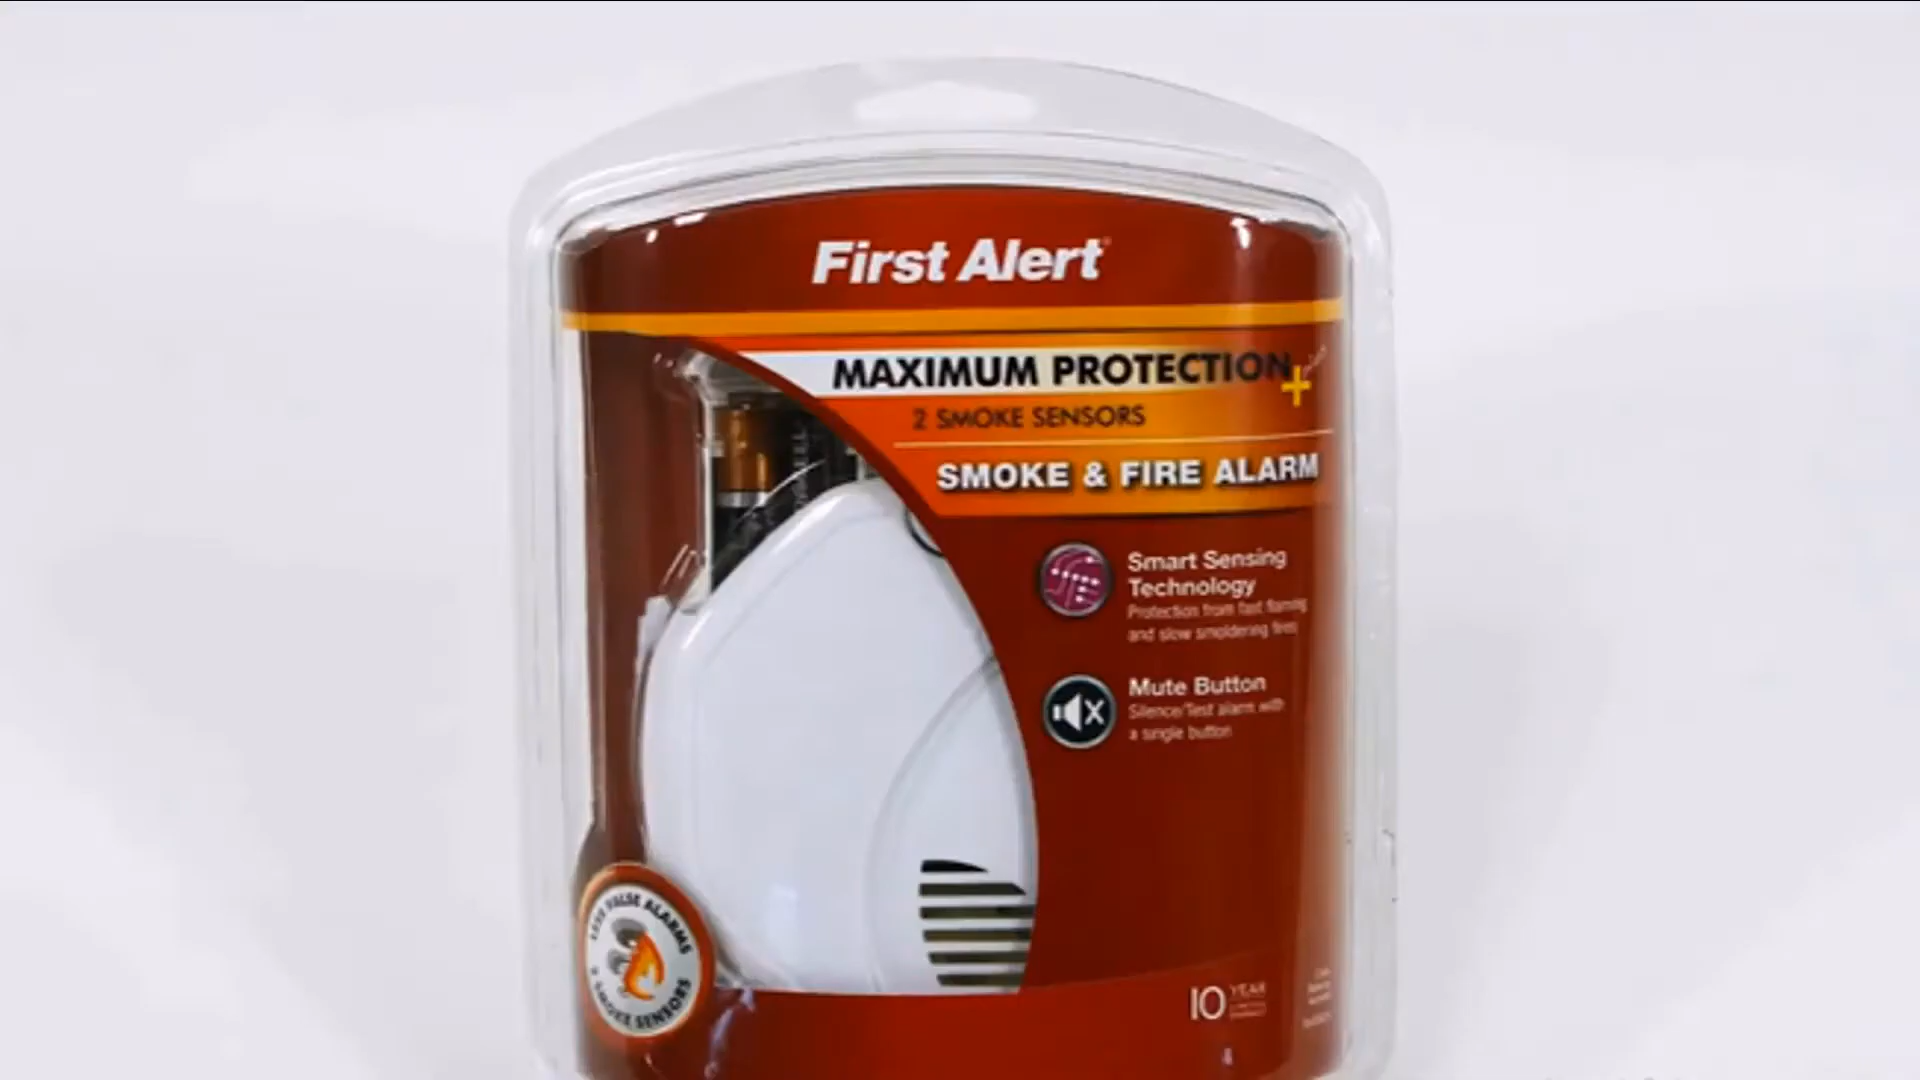 First Alert
MAXIMUM PROTECTION
+
2 SMOKE SENSORS
SMOKE & FIRE ALARM
Smart Sensing
Technology
Protection from fast flaming
and slow smoldering fires
Mute Button
Silence/Test alarm with
a single button
LESS FALSE ALARMS
2 SMOKE SENSORS
10 YEAR